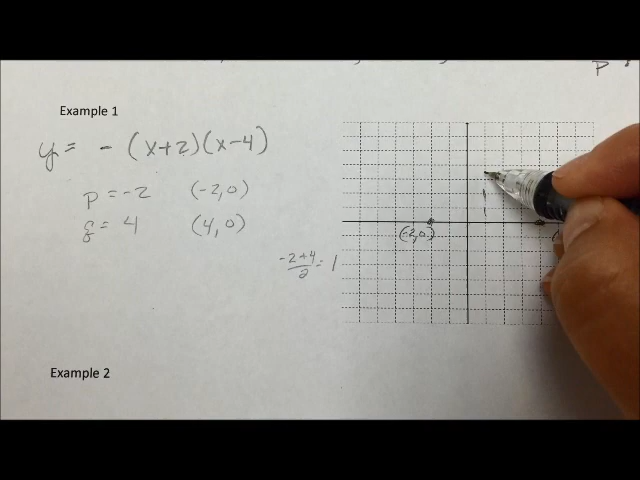 p
Example 1
y = - (x+2)(x-4)
p = -2 (-2,0)
q = 4 (4,0)
(-2,0)
-2+4/2 = 1
Example 2